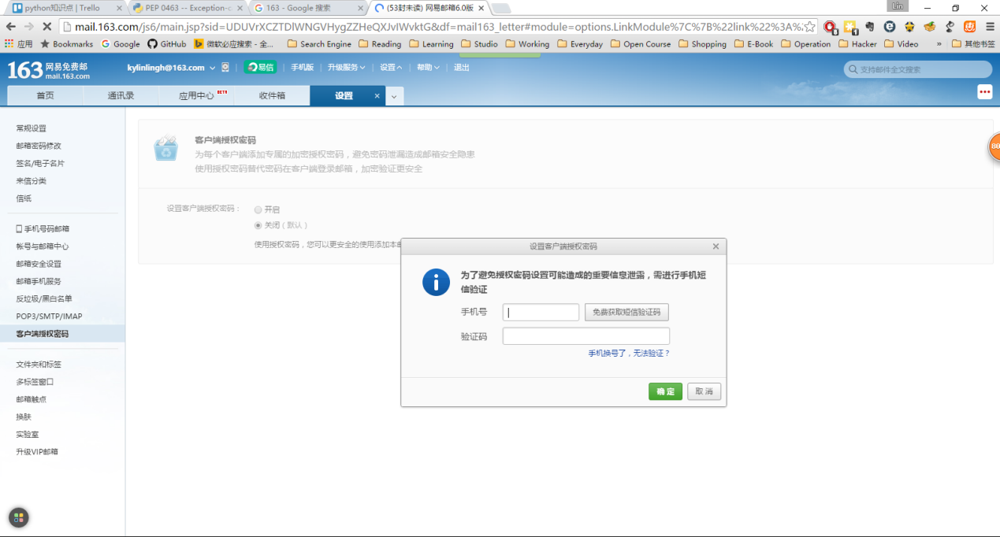 python知识点 | Trello
PEP 0463 -- Exception-c
163 - Google 搜索
(53封未读) 网易邮箱6.0版
Lin
mail.163.com/js6/main.jsp?sid=UDUVrXCZTDlWNGVHygZZHeQXJvIWvktG&df=mail163_letter#module=options.LinkModule%7C%7B%22link%22%3A%
应用 Bookmarks Google GitHub 微软必应搜索 - 全... Search Engine Reading Learning Studio Working Everyday Open Course Shopping E-Book Operation Hacker Video » 其他书签
163 网易免费邮
mail.163.com
kylinlingh@163.com 易信 手机版 升级服务 设置 帮助 退出
支持邮件全文搜索
首页 通讯录 应用中心 BETA 收件箱 设置
80
常规设置
邮箱密码修改
签名/电子名片
来信分类
信纸
手机号码邮箱
帐号与邮箱中心
邮箱安全设置
邮箱手机服务
反垃圾/黑白名单
POP3/SMTP/IMAP
客户端授权密码
文件夹和标签
多标签窗口
邮箱触点
换肤
实验室
升级VIP邮箱
客户端授权密码
为每个客户端添加专属的加密授权密码，避免密码泄漏造成邮箱安全隐患
使用授权密码替代密码在客户端登录邮箱，加密验证更安全
设置客户端授权密码：
开启
关闭（默认）
使用授权密码，您可以更安全的使用添加本由
设置客户端授权密码
为了避免授权密码设置可能造成的重要信息泄露，需进行手机短
信验证
手机号 免费获取短信验证码
验证码
手机换号了，无法验证？
确 定 取 消